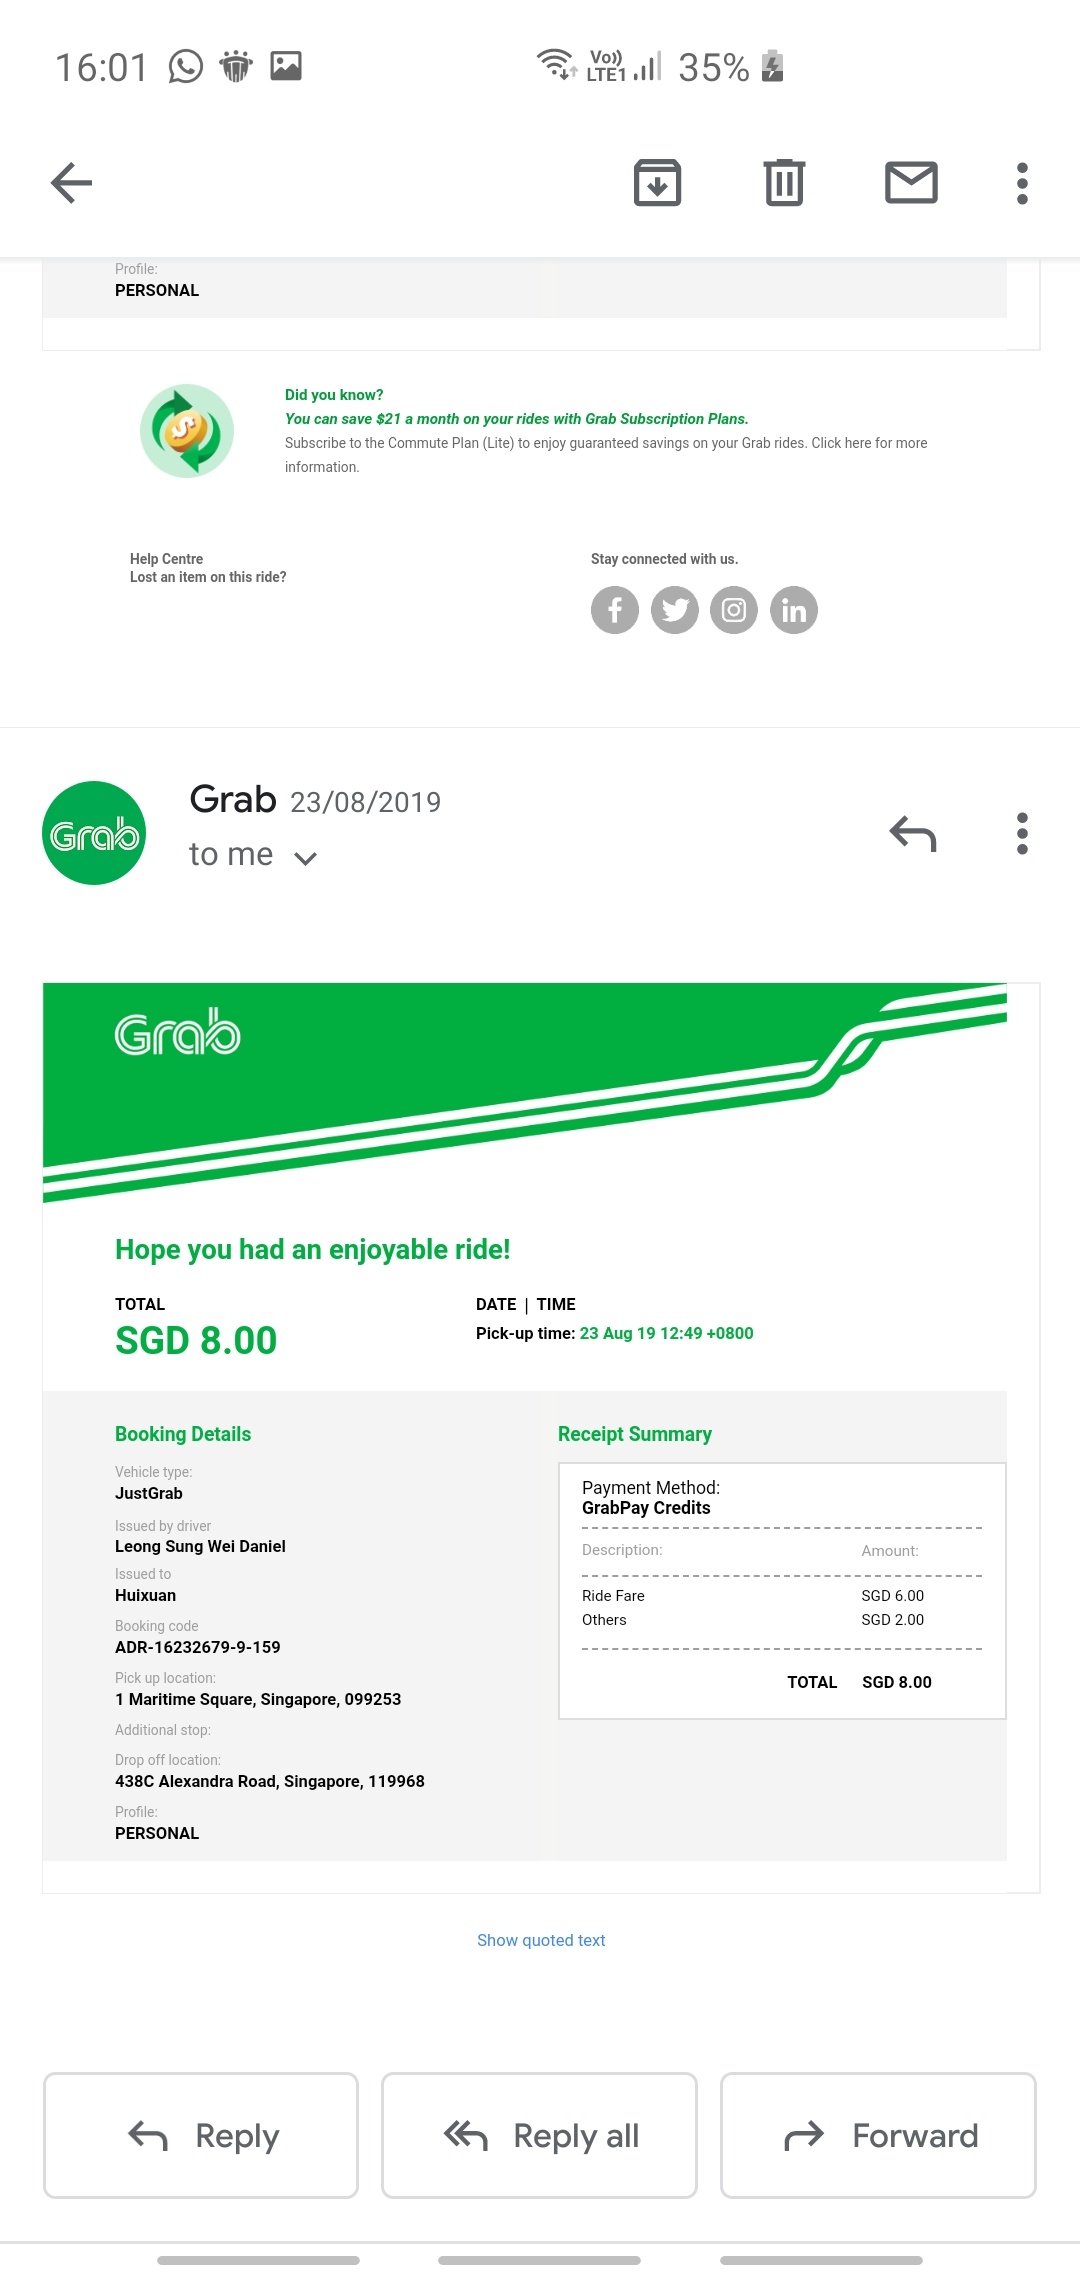 16:01
Vo)) LTE1 35%
Profile:
PERSONAL
Did you know?
You can save $21 a month on your rides with Grab Subscription Plans.
Subscribe to the Commute Plan (Lite) to enjoy guaranteed savings on your Grab rides. Click here for more
information.
Help Centre
Lost an item on this ride?
Stay connected with us.
Grab
Grab 23/08/2019
to me
Grab
Hope you had an enjoyable ride!
TOTAL
SGD 8.00
DATE | TIME
Pick-up time: 23 Aug 19 12:49 +0800
Booking Details
Vehicle type:
JustGrab
Issued by driver
Leong Sung Wei Daniel
Issued to
Huixuan
Booking code
ADR-16232679-9-159
Pick up location:
1 Maritime Square, Singapore, 099253
Additional stop:
Drop off location:
438C Alexandra Road, Singapore, 119968
Profile:
PERSONAL
Receipt Summary
Payment Method:
GrabPay Credits
Description: Amount:
Ride Fare SGD 6.00
Others SGD 2.00
TOTAL SGD 8.00
Show quoted text
Reply
Reply all
Forward